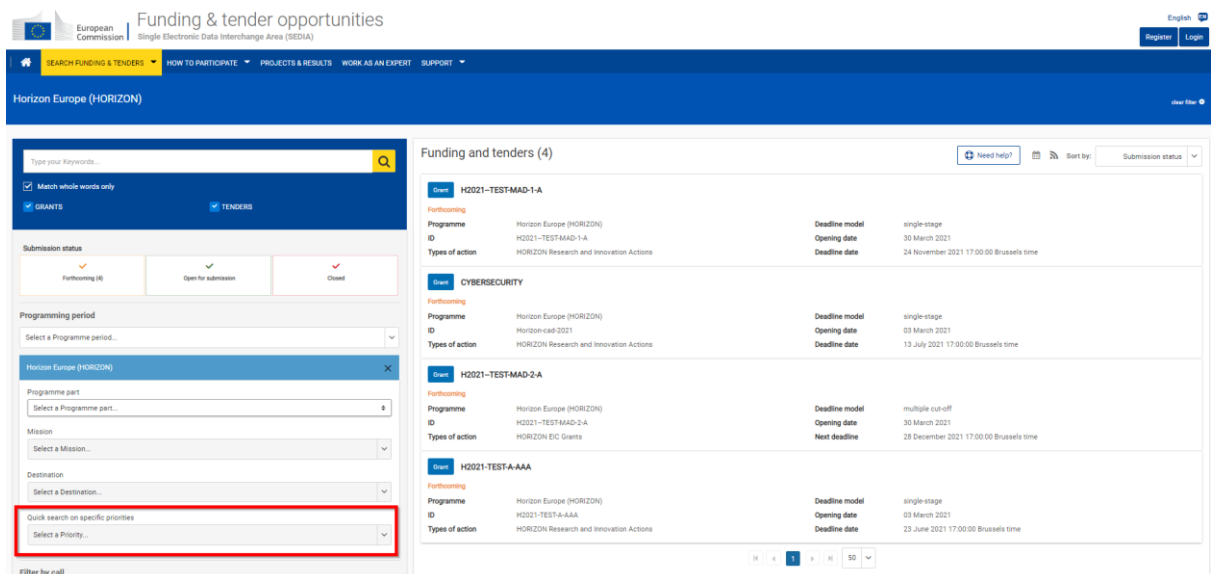 European
Commission
Funding & tender opportunities
Single Electronic Data Interchange Area (SEDIA)
English EN
Register Login
SEARCH FUNDING & TENDERS HOW TO PARTICIPATE PROJECTS & RESULTS WORK AS AN EXPERT SUPPORT
Horizon Europe (HORIZON)
clear filter
Type your Keywords...
Match whole words only
GRANTS TENDERS
Submission status
Forthcoming (4) Open for submission Closed
Programming period
Select a Programme period...
Horizon Europe (HORIZON)
Programme part
Select a Programme part...
Mission
Select a Mission...
Destination
Select a Destination...
Quick search on specific priorities
Select a Priority...
Filter by call
Funding and tenders (4)
Need help? Sort by: Submission status
Grant H2021--TEST-MAD-1-A
Forthcoming
Programme Horizon Europe (HORIZON) Deadline model single-stage
ID H2021--TEST-MAD-1-A Opening date 30 March 2021
Types of action HORIZON Research and Innovation Actions Deadline date 24 November 2021 17:00:00 Brussels time
Grant CYBERSECURITY
Forthcoming
Programme Horizon Europe (HORIZON) Deadline model single-stage
ID Horizon-cad-2021 Opening date 03 March 2021
Types of action HORIZON Research and Innovation Actions Deadline date 13 July 2021 17:00:00 Brussels time
Grant H2021--TEST-MAD-2-A
Forthcoming
Programme Horizon Europe (HORIZON) Deadline model multiple cut-off
ID H2021--TEST-MAD-2-A Opening date 30 March 2021
Types of action HORIZON EIC Grants Next deadline 28 December 2021 17:00:00 Brussels time
Grant H2021-TEST-A-AAA
Forthcoming
Programme Horizon Europe (HORIZON) Deadline model single-stage
ID H2021-TEST-A-AAA Opening date 03 March 2021
Types of action HORIZON Research and Innovation Actions Deadline date 23 June 2021 17:00:00 Brussels time
1 50